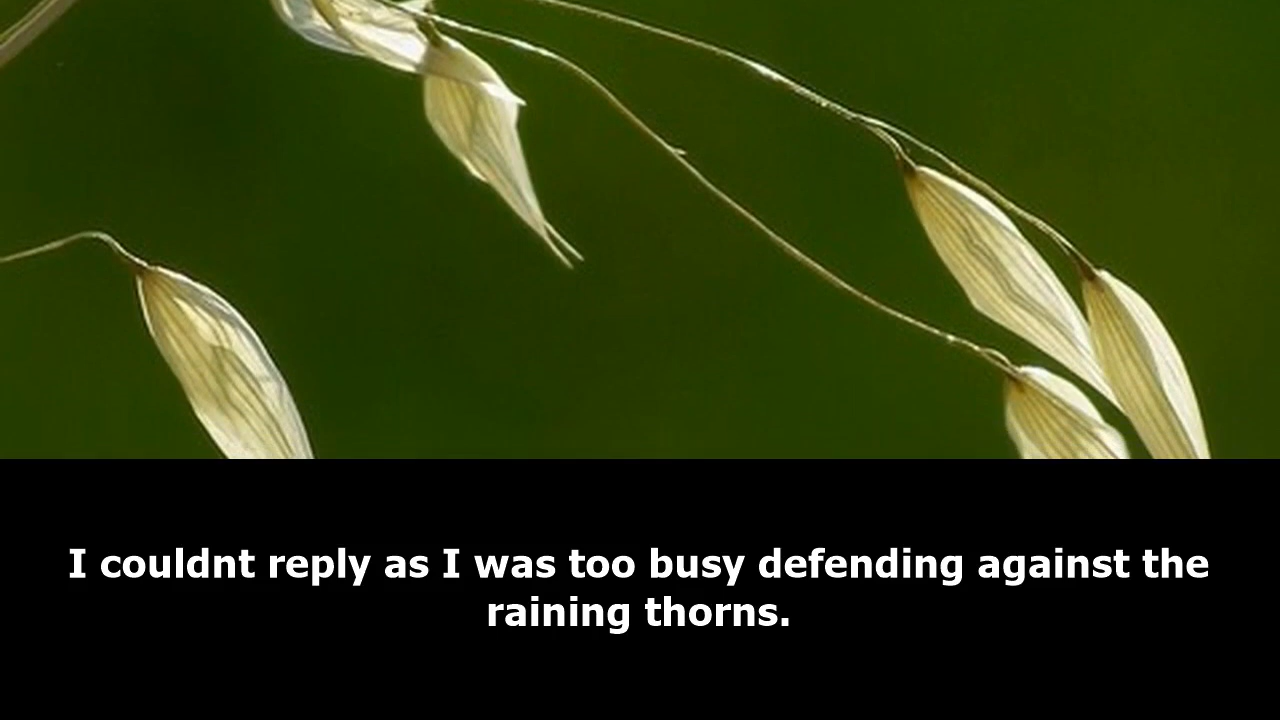 I couldnt reply as I was too busy defending against the
raining thorns.